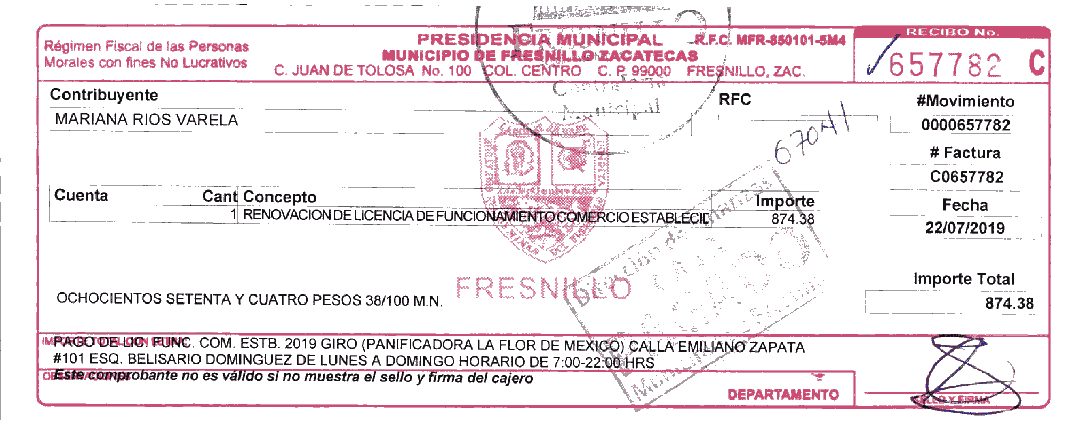 Régimen Fiscal de las Personas
Morales con fines No Lucrativos
PRESIDENCIA MUNICIPAL R.F.C. MFR-850101-5M4
MUNICIPIO DE FRESNILLO ZACATECAS
C. JUAN DE TOLOSA No. 100 COL. CENTRO C. P. 99000 FRESNILLO, ZAC.
RECIBO No.
657782 C
Contribuyente
MARIANA RIOS VARELA
RFC
Municipal
67041
#Movimiento
0000657782
# Factura
C0657782
Fecha
22/07/2019
Cuenta Cant Concepto Importe
1 RENOVACION DE LICENCIA DE FUNCIONAMIENTO COMERCIO ESTABLECID 874.38
FRESNILLO
Importe Total
874.38
OCHOCIENTOS SETENTA Y CUATRO PESOS 38/100 M.N.
PAGO DE LIC FUNC. COM. ESTB. 2019 GIRO (PANIFICADORA LA FLOR DE MEXICO) CALLA EMILIANO ZAPATA
#101 ESQ. BELISARIO DOMINGUEZ DE LUNES A DOMINGO HORARIO DE 7:00-22:00 HRS
Este comprobante no es válido si no muestra el sello y firma del cajero
DEPARTAMENTO
SELLO Y FIRMA